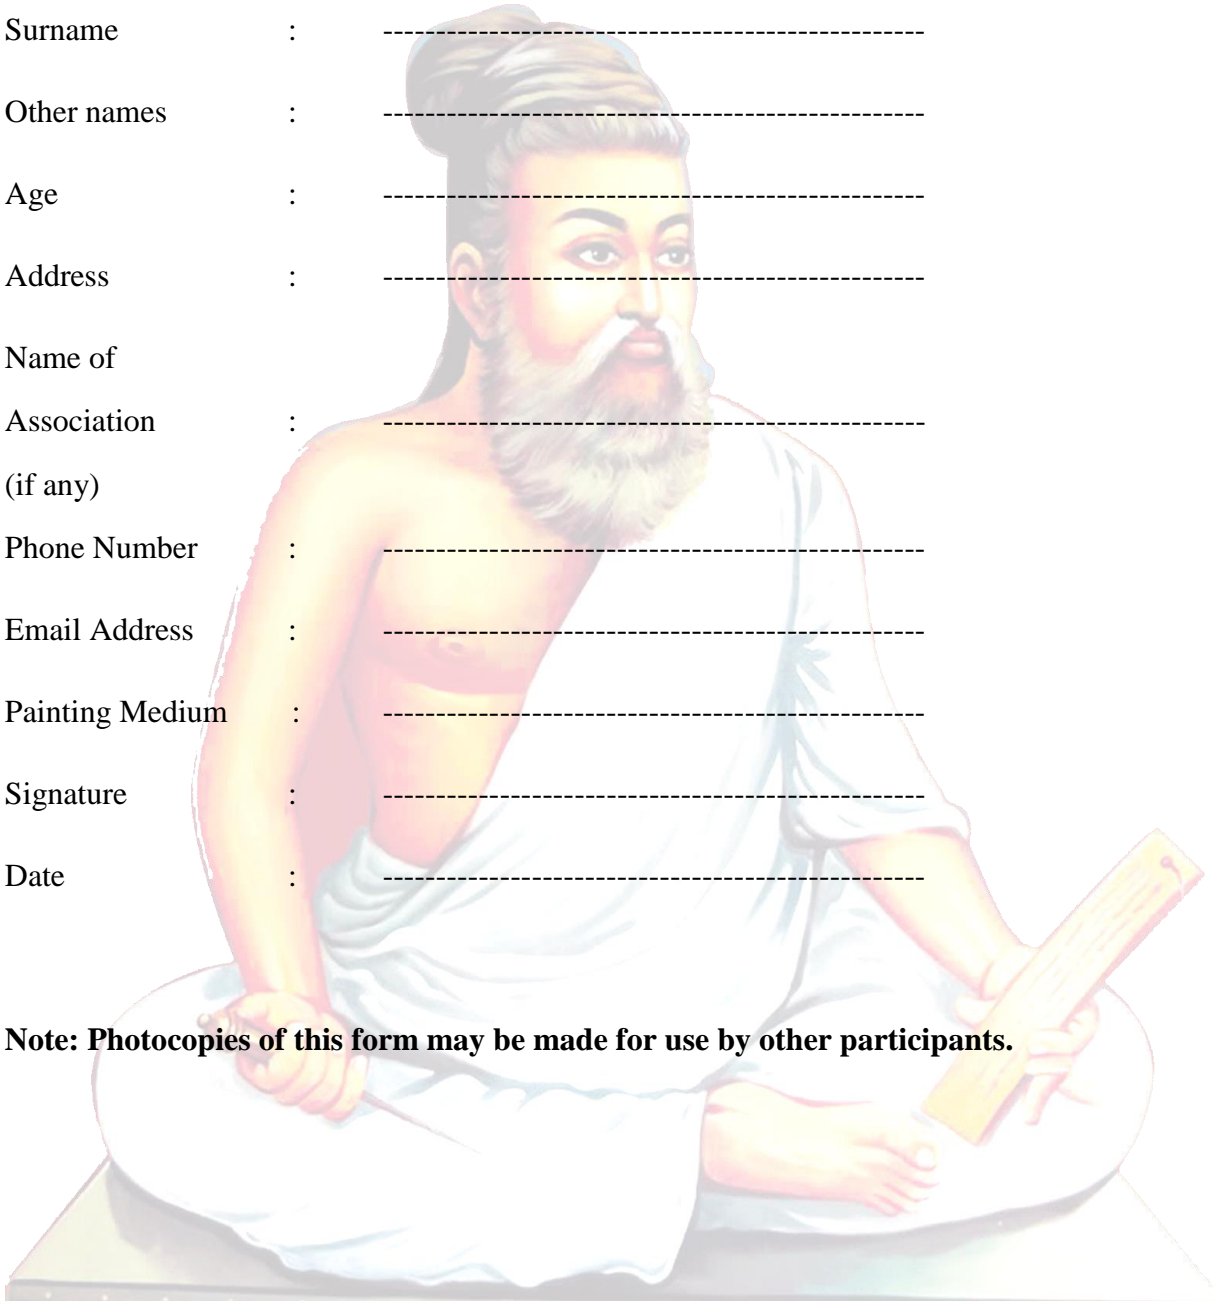 Surname : ----------------------------------------------------
Other names : ----------------------------------------------------
Age : ----------------------------------------------------
Address : ----------------------------------------------------
Name of
Association : ----------------------------------------------------
(if any)
Phone Number : ----------------------------------------------------
Email Address : ----------------------------------------------------
Painting Medium : ----------------------------------------------------
Signature : ----------------------------------------------------
Date : ----------------------------------------------------
Note: Photocopies of this form may be made for use by other participants.